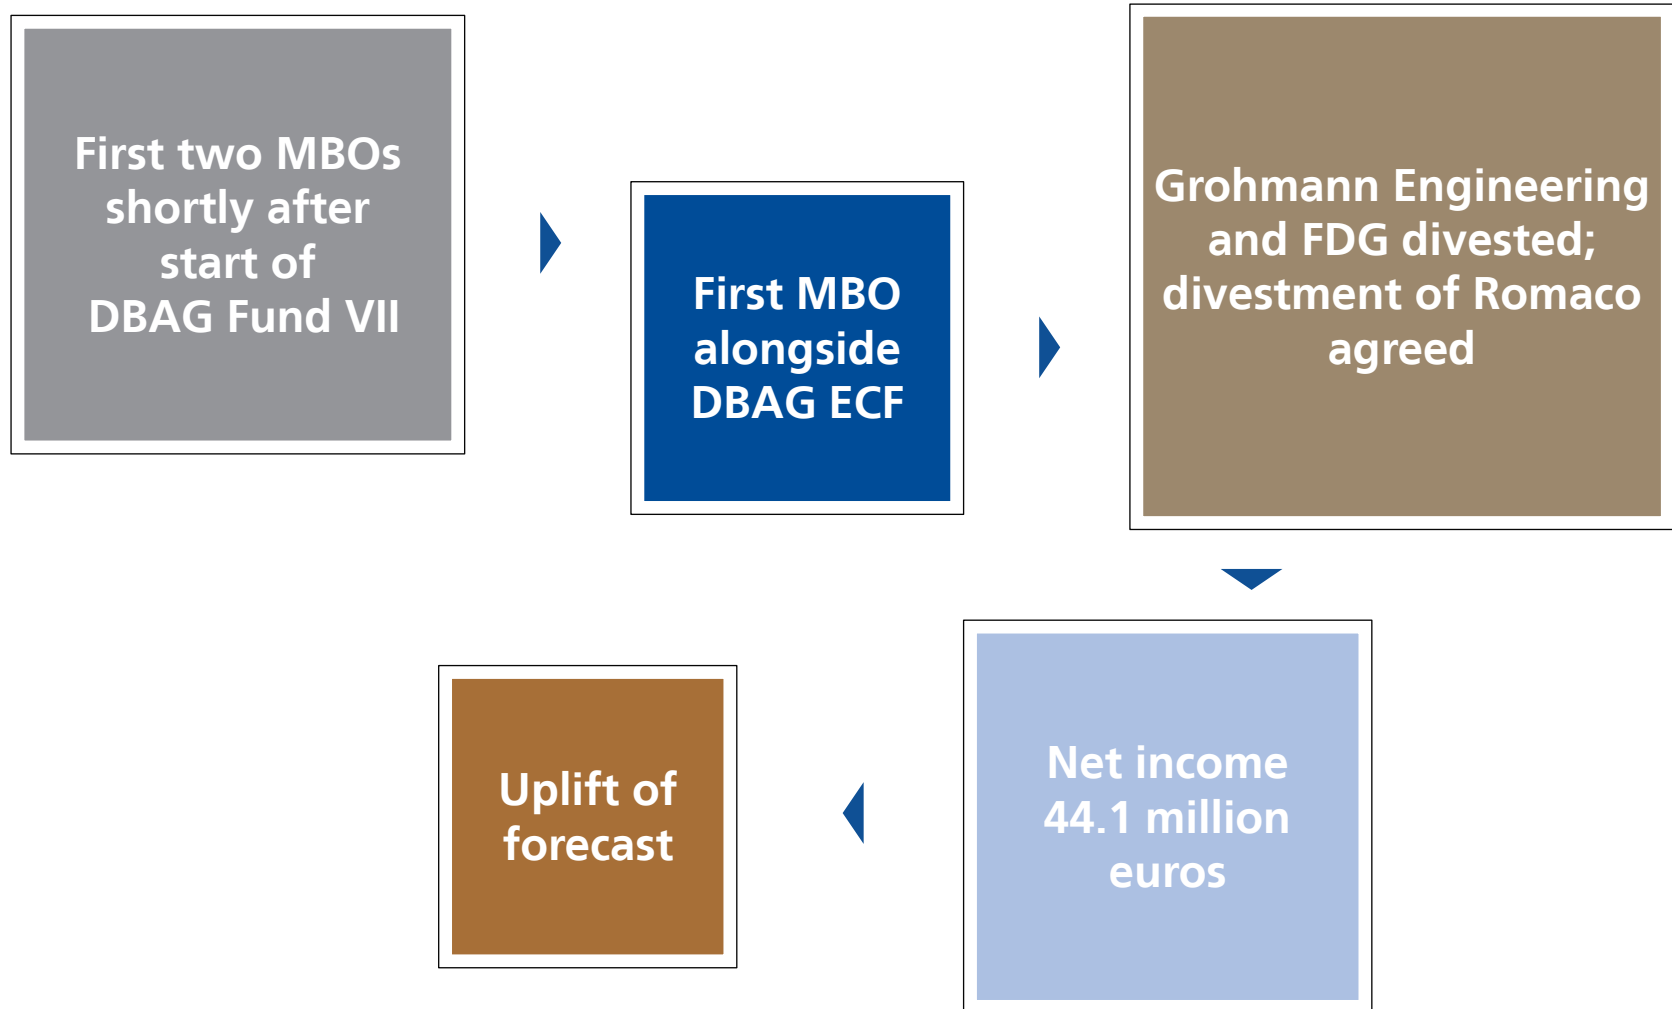 First two MBOs
shortly after
start of
DBAG Fund VII
First MBO
alongside
DBAG ECF
Grohmann Engineering
and FDG divested;
divestment of Romaco
agreed
Net income
44.1 million
euros
Uplift of
forecast